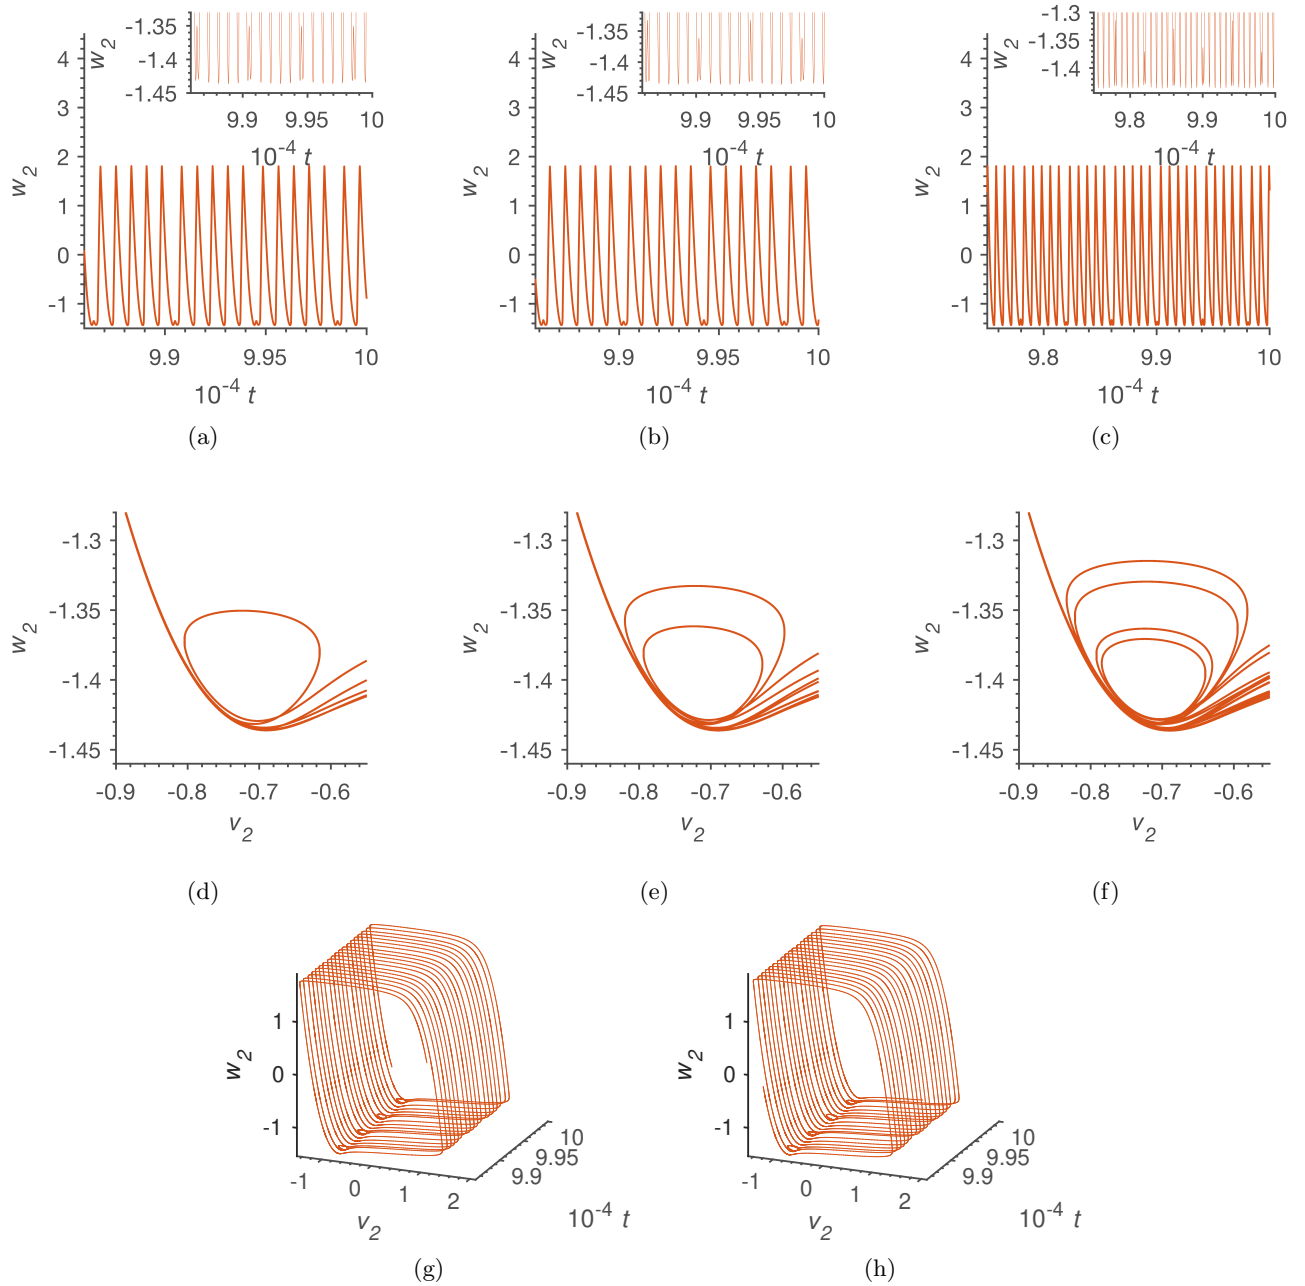 -1.35
-1.4
-1.45
w2
9.9 9.95 10
10-4 t
4
3
2
1
0
-1
w2
9.9 9.95 10
10-4 t
(a)
-1.35
-1.4
-1.45
w2
9.9 9.95 10
10-4 t
4
3
2
1
0
-1
w2
9.9 9.95 10
10-4 t
(b)
-1.3
-1.35
-1.4
w2
9.8 9.9 10
10-4 t
4
3
2
1
0
-1
w2
9.8 9.9 10
10-4 t
(c)
-1.3
-1.35
-1.4
-1.45
w2
-0.9 -0.8 -0.7 -0.6
v2
(d)
-1.3
-1.35
-1.4
-1.45
w2
-0.9 -0.8 -0.7 -0.6
v2
(e)
-1.3
-1.35
-1.4
-1.45
w2
-0.9 -0.8 -0.7 -0.6
v2
(f)
1
0
-1
w2
-1 0 1 2
v2
9.9 9.95 10
10-4 t
(g)
1
0
-1
w2
-1 0 1 2
v2
9.9 9.95 10
10-4 t
(h)